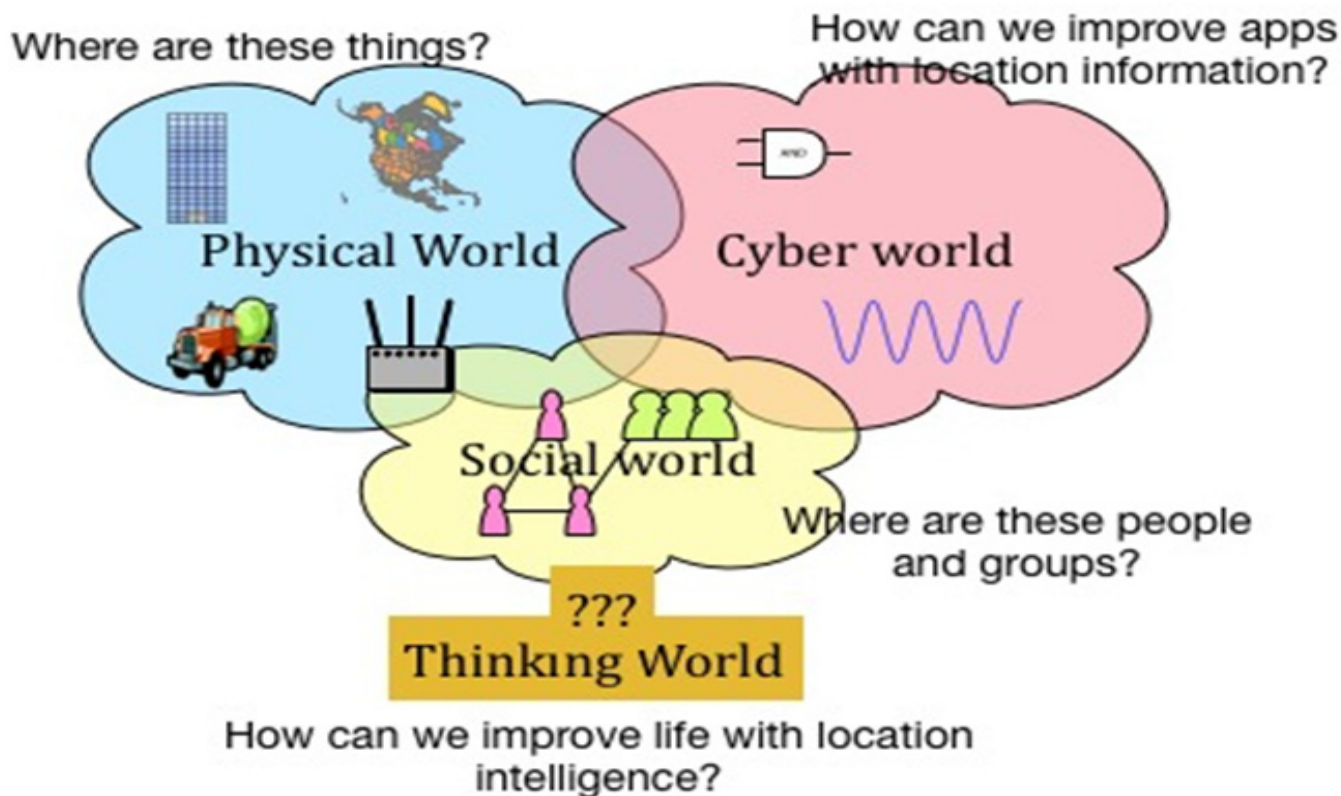 Where are these things?
How can we improve apps
with location information?
AND
Physical World
Cyber world
Social world
Where are these people
and groups?
???
Thinking World
How can we improve life with location
intelligence?